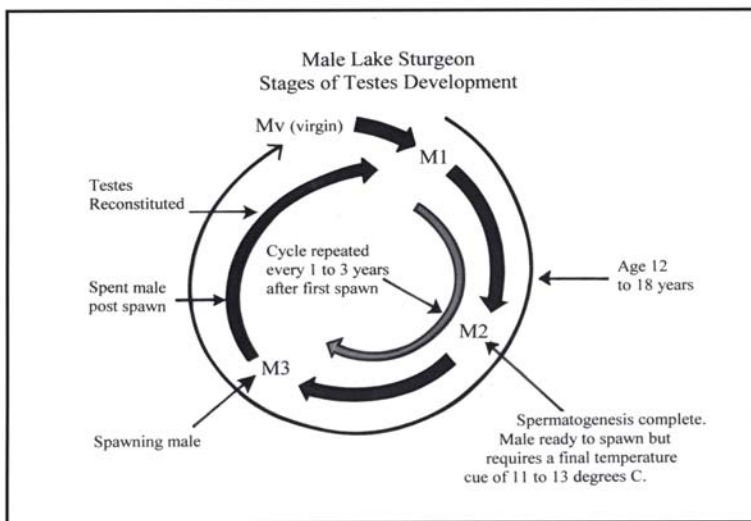 Male Lake Sturgeon
Stages of Testes Development
Mv (virgin)
M1
Testes
Reconstituted
Cycle repeated
every 1 to 3 years
after first spawn
Age 12
to 18 years
Spent male
post spawn
M2
M3
Spawning male
Spermatogenesis complete.
Male ready to spawn but
requires a final temperature
cue of 11 to 13 degrees C.